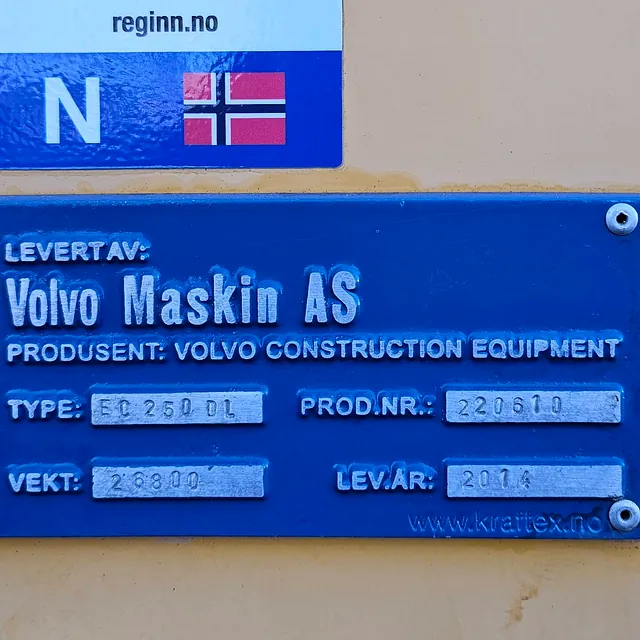 reginn.no
N
LEVERT AV:
Volvo Maskin AS
PRODUSENT: VOLVO CONSTRUCTION EQUIPMENT
TYPE: EC 250 DL PROD.NR.: 220610
VEKT: 26800 LEV.ÅR: 2014
www.krattex.no